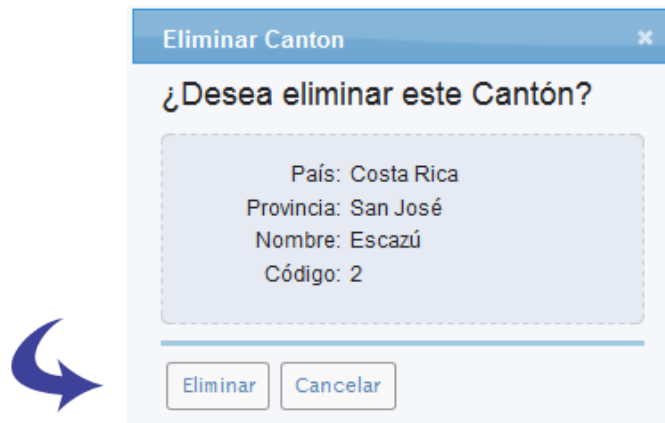 Eliminar Canton
¿Desea eliminar este Cantón?
País: Costa Rica
Provincia: San José
Nombre: Escazú
Código: 2
Eliminar Cancelar